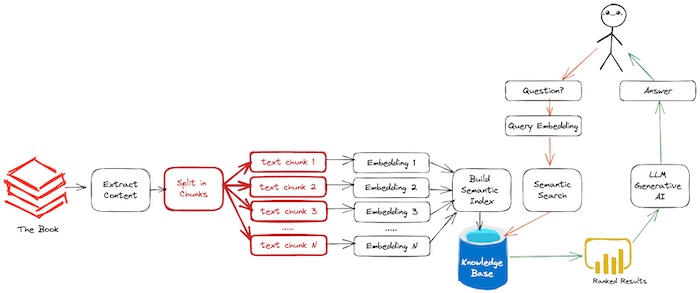 Question?
Answer
Query Embedding
The Book
Extract
Content
Split in
Chunks
text chunk 1
text chunk 2
text chunk 3
......
text chunk N
Embedding 1
Embedding 2
Embedding 3
.....
Embedding N
Build
Semantic
Index
Semantic
Search
LLM
Generative
AI
Knowledge
Base
Ranked Results